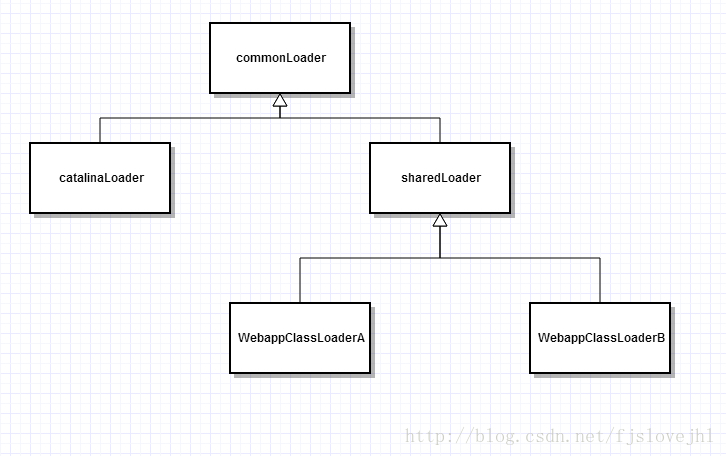 commonLoader
catalinaLoader
sharedLoader
WebappClassLoaderA
WebappClassLoaderB
http://blog.csdn.net/fjslovejhl